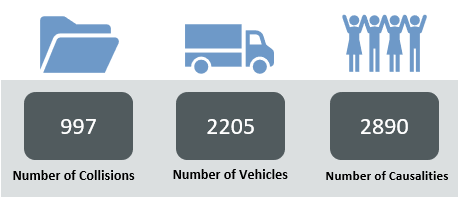 997
2205
2890
Number of Collisions
Number of Vehicles
Number of Causalities